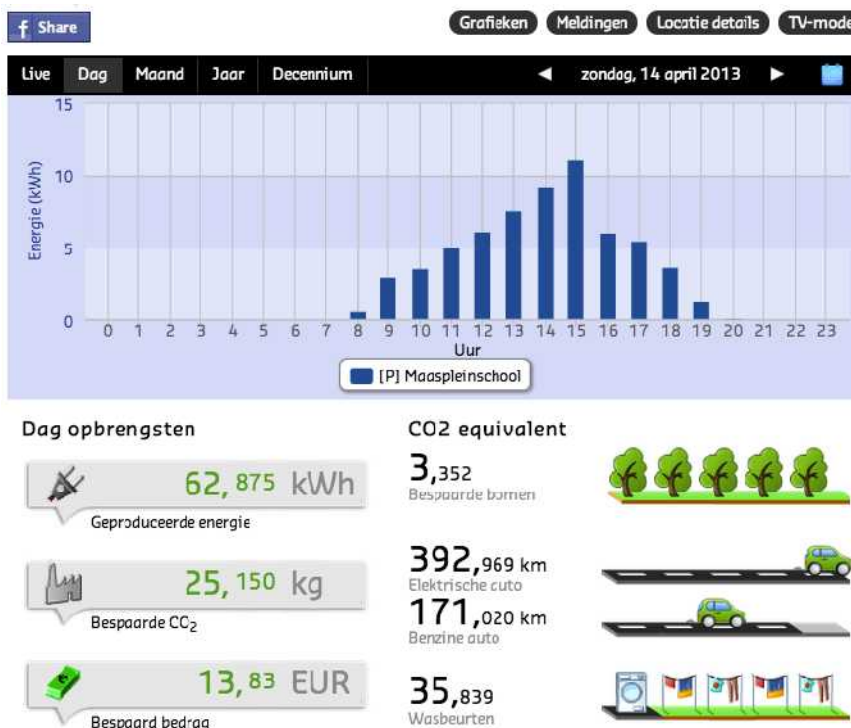 f Share
Grafieken Meldingen Locatie details TV-mode
Live Dag Maand Jaar Decennium ◀ zondag, 14 april 2013 ▶
Energie (kWh)
15
10
5
0
0 1 2 3 4 5 6 7 8 9 10 11 12 13 14 15 16 17 18 19 20 21 22 23
Uur
[P] Maaspleinschool
Dag opbrengsten
62,875 kWh
Geproduceerde energie
25,150 kg
Bespaarde CO2
13,83 EUR
Bespaard bedrag
CO2 equivalent
3,352
Bespaarde bomen
392,969 km
Elektrische auto
171,020 km
Benzine auto
35,839
Wasbeurten